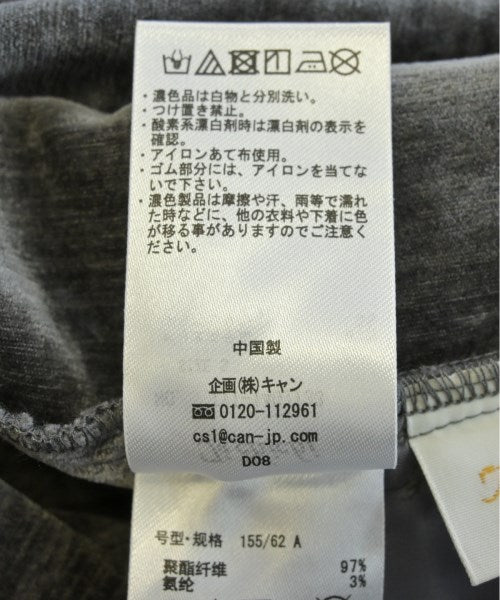 ・濃色品は白物と分別洗い。
・つけ置き禁止。
・酸素系漂白剤時は漂白剤の表示を
確認。
・アイロンあて布使用。
・ゴム部分には、アイロンを当てな
いで下さい。
・濃色製品は摩擦や汗、雨等で濡れ
た時などに、他の衣料や下着に色
が移る事がありますのでご注意く
ださい。
中国製
企画(株)キャン
0120-112961
cs1@can-jp.com
D08
号型・规格 155/62 A
聚酯纤维 97%
氨纶 3%